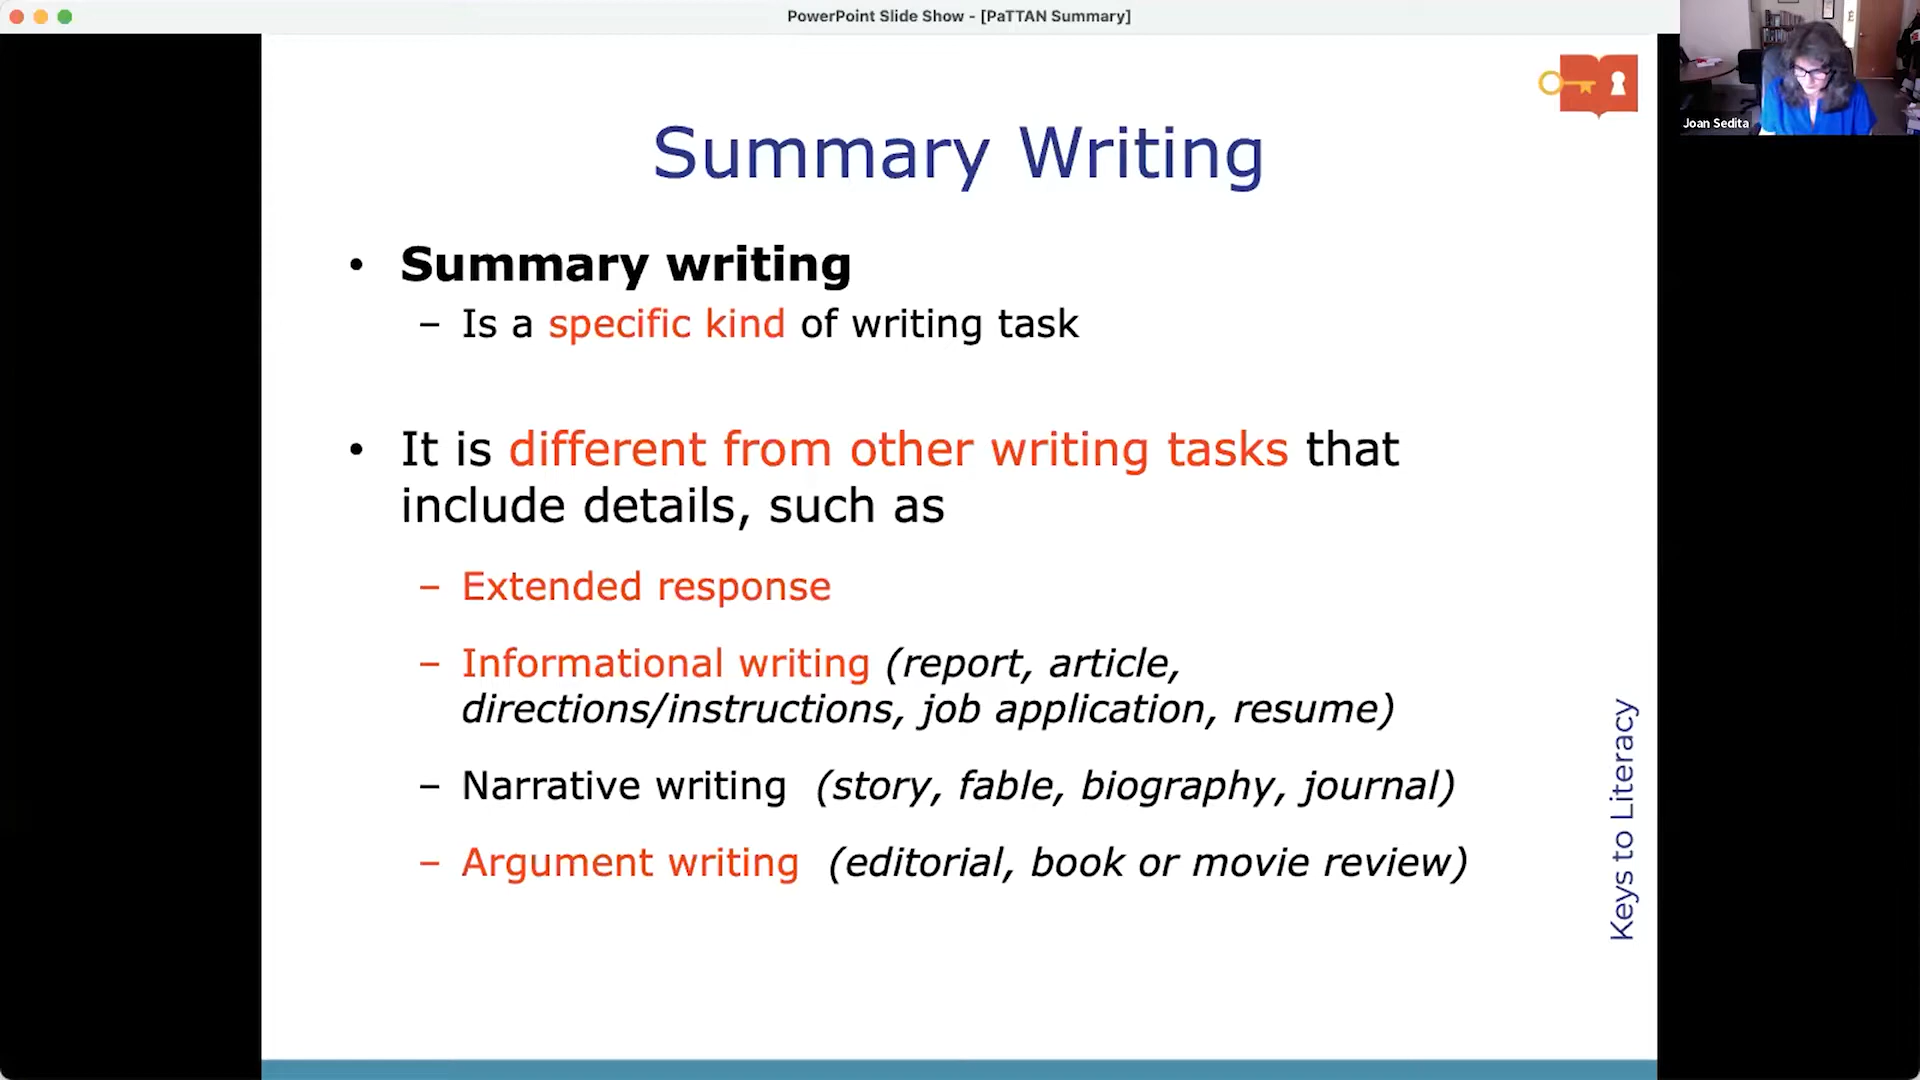 PowerPoint Slide Show - [PaTTAN Summary]
Joan Sedita
Summary Writing
• Summary writing
– Is a specific kind of writing task
• It is different from other writing tasks that
include details, such as
– Extended response
– Informational writing (report, article,
directions/instructions, job application, resume)
– Narrative writing (story, fable, biography, journal)
– Argument writing (editorial, book or movie review)
Keys to Literacy